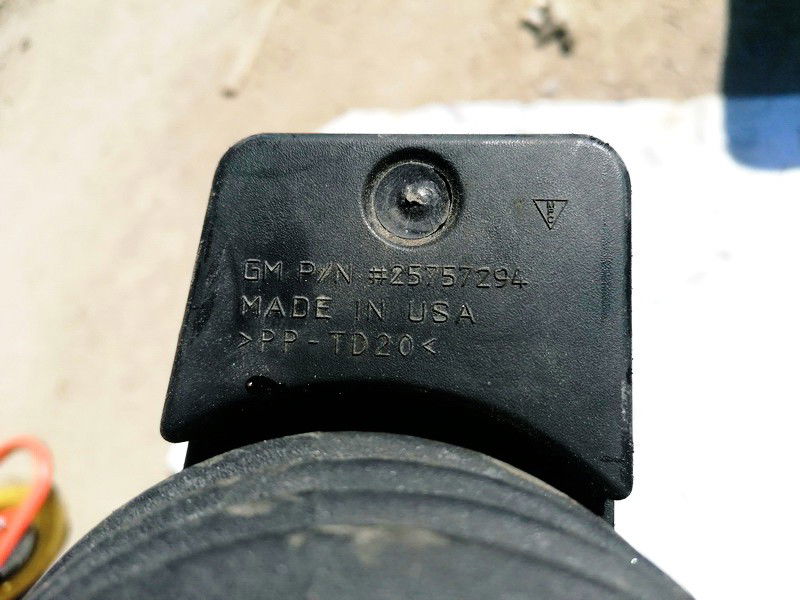 GM P/N #25757294
MADE IN USA
>PP-TD20<